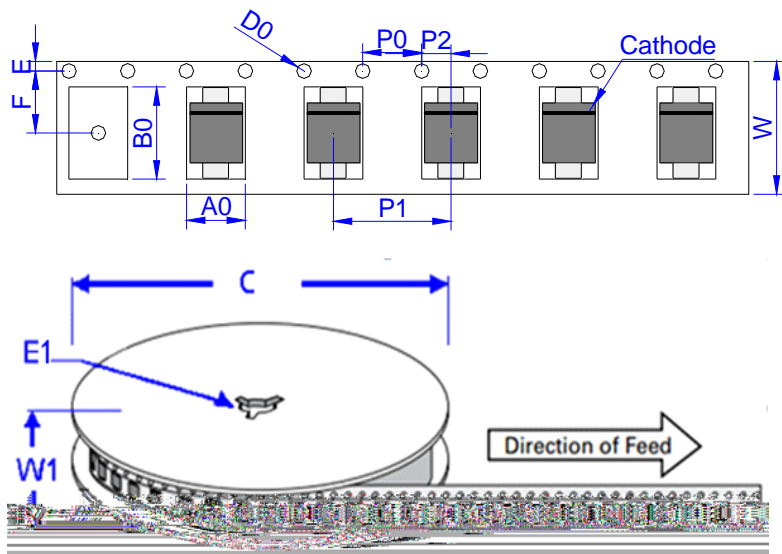 D0
P0
P2
Cathode
E
F
B0
W
A0
P1
C
E1
W1
Direction of Feed